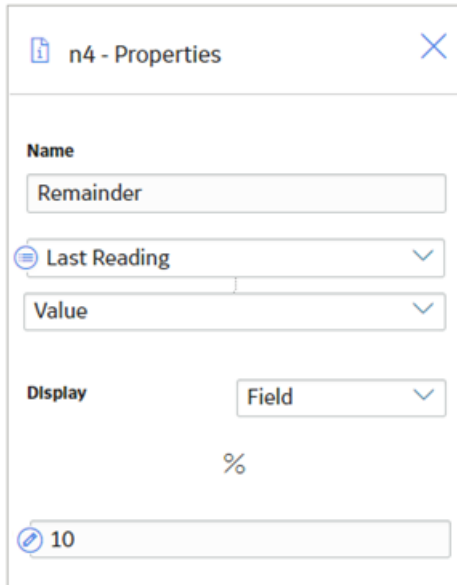 n4 - Properties
Name
Remainder
Last Reading
Value
Display
Field
%
10